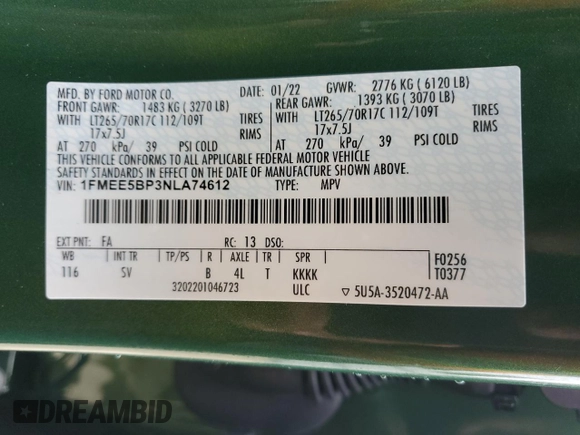 MFD. BY FORD MOTOR CO. DATE: 01/22 GVWR: 2776 KG ( 6120 LB)
FRONT GAWR: 1483 KG ( 3270 LB) REAR GAWR: 1393 KG ( 3070 LB)
WITH LT265/70R17C 112/109T TIRES WITH LT265/70R17C 112/109T TIRES
17x7.5J RIMS 17x7.5J RIMS
AT 270 kPa/ 39 PSI COLD AT 270 kPa/ 39 PSI COLD
THIS VEHICLE CONFORMS TO ALL APPLICABLE FEDERAL MOTOR VEHICLE
SAFETY STANDARDS IN EFFECT ON THE DATE OF MANUFACTURE SHOWN ABOVE.
VIN: 1FMEE5BP3NLA74612 TYPE: MPV
EXT PNT: FA RC: 13 DSO:
WB INT TR TP/PS R AXLE TR SPR F0256
116 SV B 4L T KKKK T0377
3202201046723 ULC ▽ 5U5A-3520472-AA
DREAMBID